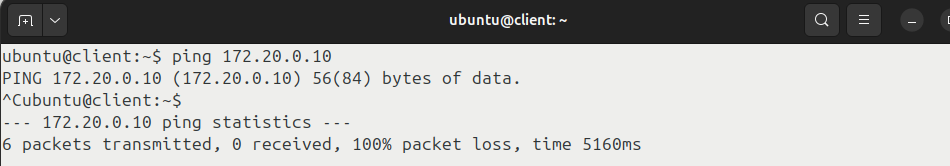 ubuntu@client: ~
ubuntu@client:~$ ping 172.20.0.10
PING 172.20.0.10 (172.20.0.10) 56(84) bytes of data.
^Cubuntu@client:~$
--- 172.20.0.10 ping statistics ---
6 packets transmitted, 0 received, 100% packet loss, time 5160ms